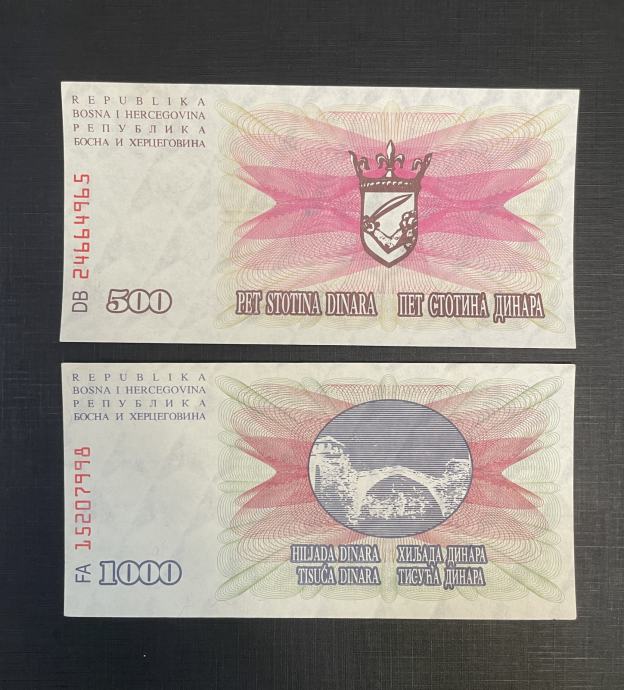 REPUBLIKA
BOSNA I HERCEGOVINA
РЕПУБЛИКА
БОСНА И ХЕРЦЕГОВИНА
DB 24664965
500
PET STOTINA DINARA ПЕТ СТОТИНА ДИНАРА
REPUBLIKA
BOSNA I HERCEGOVINA
РЕПУБЛИКА
БОСНА И ХЕРЦЕГОВИНА
FA 15207998
1000
HILJADA DINARA ХИЉАДА ДИНАРА
TISUĆA DINARA ТИСУЋА ДИНАРА